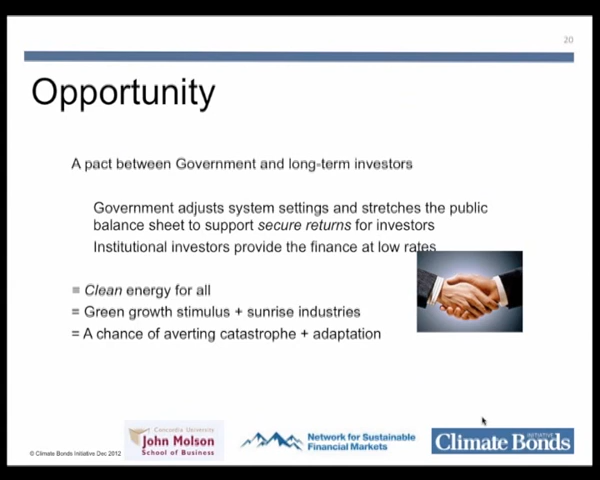 20
Opportunity
A pact between Government and long-term investors
Government adjusts system settings and stretches the public
balance sheet to support secure returns for investors
Institutional investors provide the finance at low rates
= Clean energy for all
= Green growth stimulus + sunrise industries
= A chance of averting catastrophe + adaptation
© Climate Bonds Initiative Dec 2012
Concordia University
John Molson
School of Business
Network for Sustainable
Financial Markets
INITIATIVE
Climate Bonds